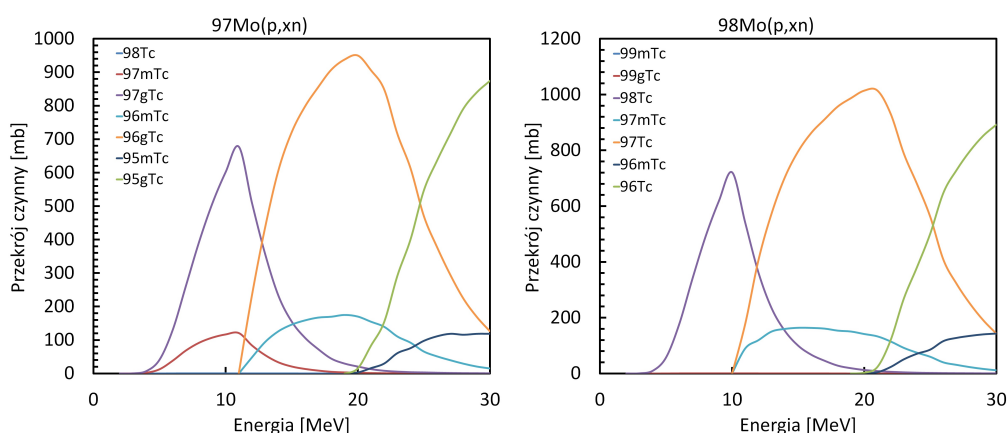 97Mo(p,xn)
1000
900
800
700
600
500
400
300
200
100
0
Przekrój czynny [mb]
98Tc
97mTc
97gTc
96mTc
96gTc
95mTc
95gTc
0 10 20 30
Energia [MeV]
98Mo(p,xn)
1200
1000
800
600
400
200
0
Przekrój czynny [mb]
99mTc
99gTc
98Tc
97mTc
97Tc
96mTc
96Tc
0 10 20 30
Energia [MeV]